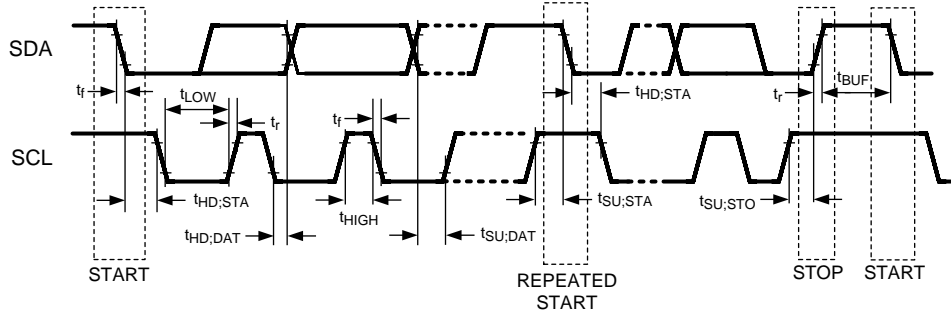 SDA
t_f
t_LOW
t_r
t_f
t_HD;STA
t_r
t_BUF
SCL
t_HD;STA
t_HD;DAT
t_HIGH
t_SU;DAT
t_SU;STA
t_SU;STO
START
REPEATED
START
STOP
START